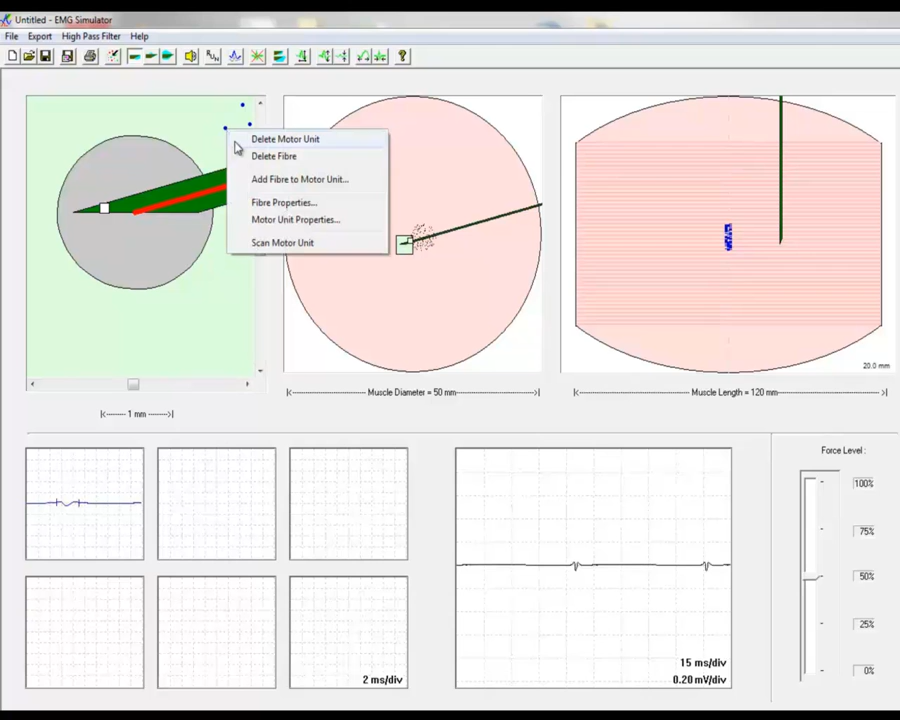 Untitled - EMG Simulator
File Export High Pass Filter Help
Delete Motor Unit
Delete Fibre
Add Fibre to Motor Unit...
Fibre Properties...
Motor Unit Properties...
Scan Motor Unit
20.0 mm
Muscle Diameter = 50 mm
Muscle Length = 120 mm
1 mm
Force Level :
100%
75%
50%
25%
0%
2 ms/div
15 ms/div
0.20 mV/div